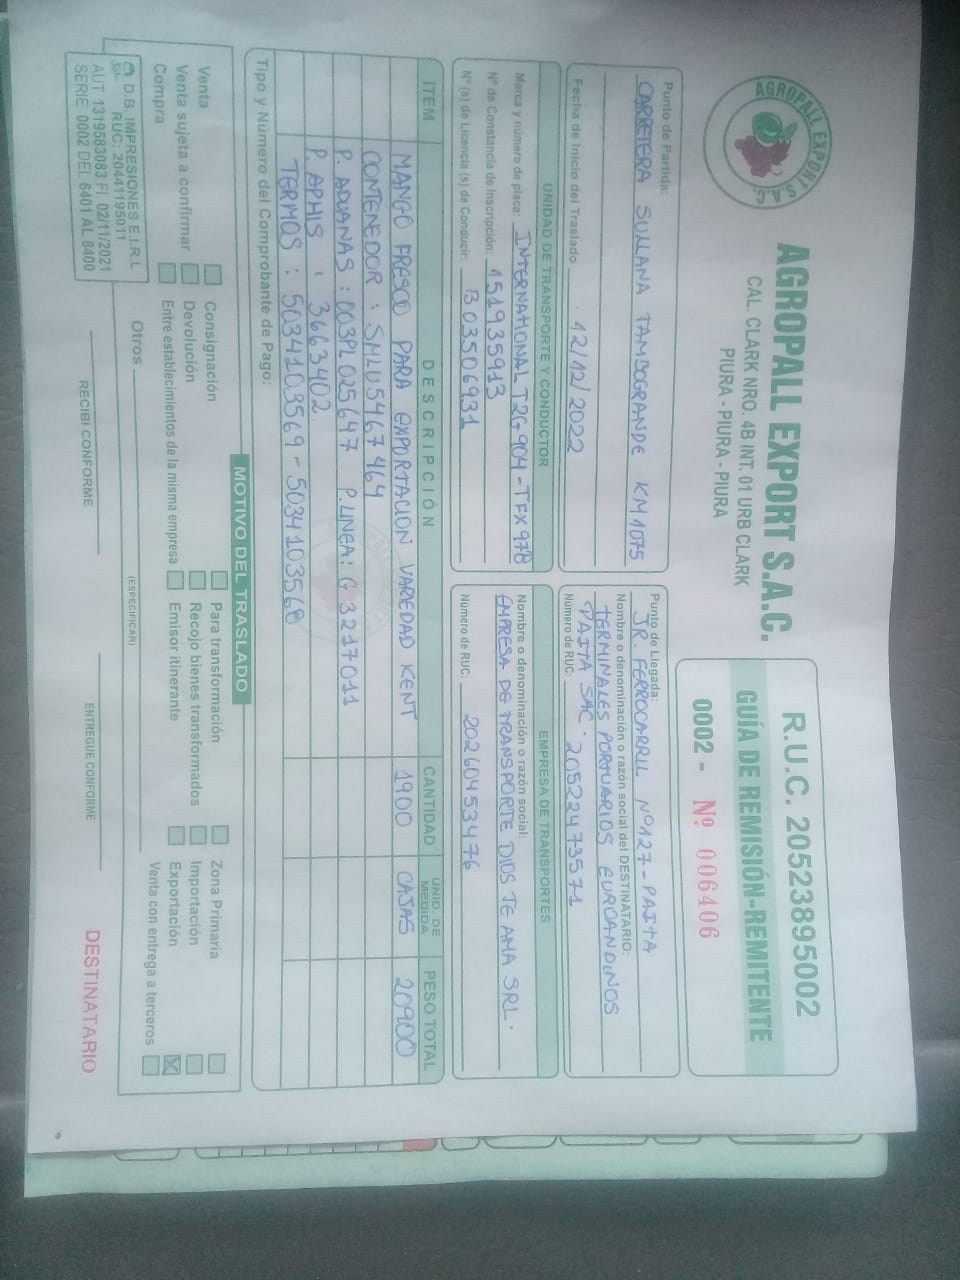 AGROPALL EXPORT S.A.C.
AGROPALL EXPORT S.A.C.
CAL. CLARK NRO. 4B INT. 01 URB CLARK
PIURA - PIURA - PIURA
R.U.C. 20523895002
GUÍA DE REMISIÓN-REMITENTE
0002 - Nº 006406
Punto de Partida:
CARRETERA SULLANA TAMBOGRANDE KM 1075
Fecha de Inicio del Traslado 12/12/2022
Punto de Llegada:
JR. FERROCARRIL Nº127-PAITA
Nombre o denominación o razón social del DESTINATARIO:
TERMINALES PORTUARIOS EUROANDINOS
PAITA SAC.
Número de RUC: 20522473571
UNIDAD DE TRANSPORTE Y CONDUCTOR
Marca y número de placa: INTERNATIONAL T2G904-TFX978
Nº de Constancia de Inscripción: 151935913
Nº (s) de Licencia (s) de Conducir: B03506931
EMPRESA DE TRANSPORTES
Nombre o denominación o razón social:
EMPRESA DE TRANSPORTE DIOS TE AMA SRL.
Número de RUC: 20260453476
ITEM DESCRIPCIÓN CANTIDAD UNID. DE MEDIDA PESO TOTAL
MANGO FRESCO PARA EXPORTACION VARIEDAD KENT 1900 CAJAS 20900
CONTENEDOR : SMLU5467464
P. ADUANAS : 003PL025647 P.LINEA: G3217011
P. APHIS : 3663402
TERMOS : 5034103569-5034103568
Tipo y Número del Comprobante de Pago:
MOTIVO DEL TRASLADO
Venta Consignación Para transformación Zona Primaria
Venta sujeta a confirmar Devolución Recojo bienes transformados Importación
Compra Entre establecimientos de la misma empresa Emisor itinerante Exportación X
Venta con entrega a terceros
Otros
(ESPECIFICAR)
D.B. IMPRESIONES E.I.R.L
RUC: 20441195011
AUT. 1319583083 FI. 02/11/2021
SERIE 0002 DEL 6401 AL 8400
RECIBI CONFORME
ENTREGUE CONFORME
DESTINATARIO